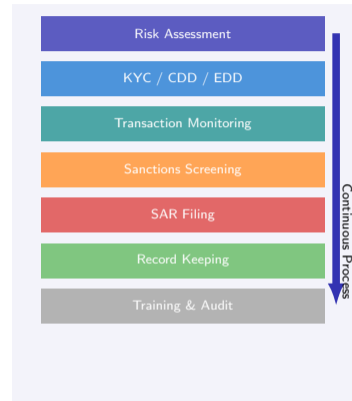 Risk Assessment
KYC / CDD / EDD
Transaction Monitoring
Sanctions Screening
SAR Filing
Record Keeping
Training & Audit
Continuous Process